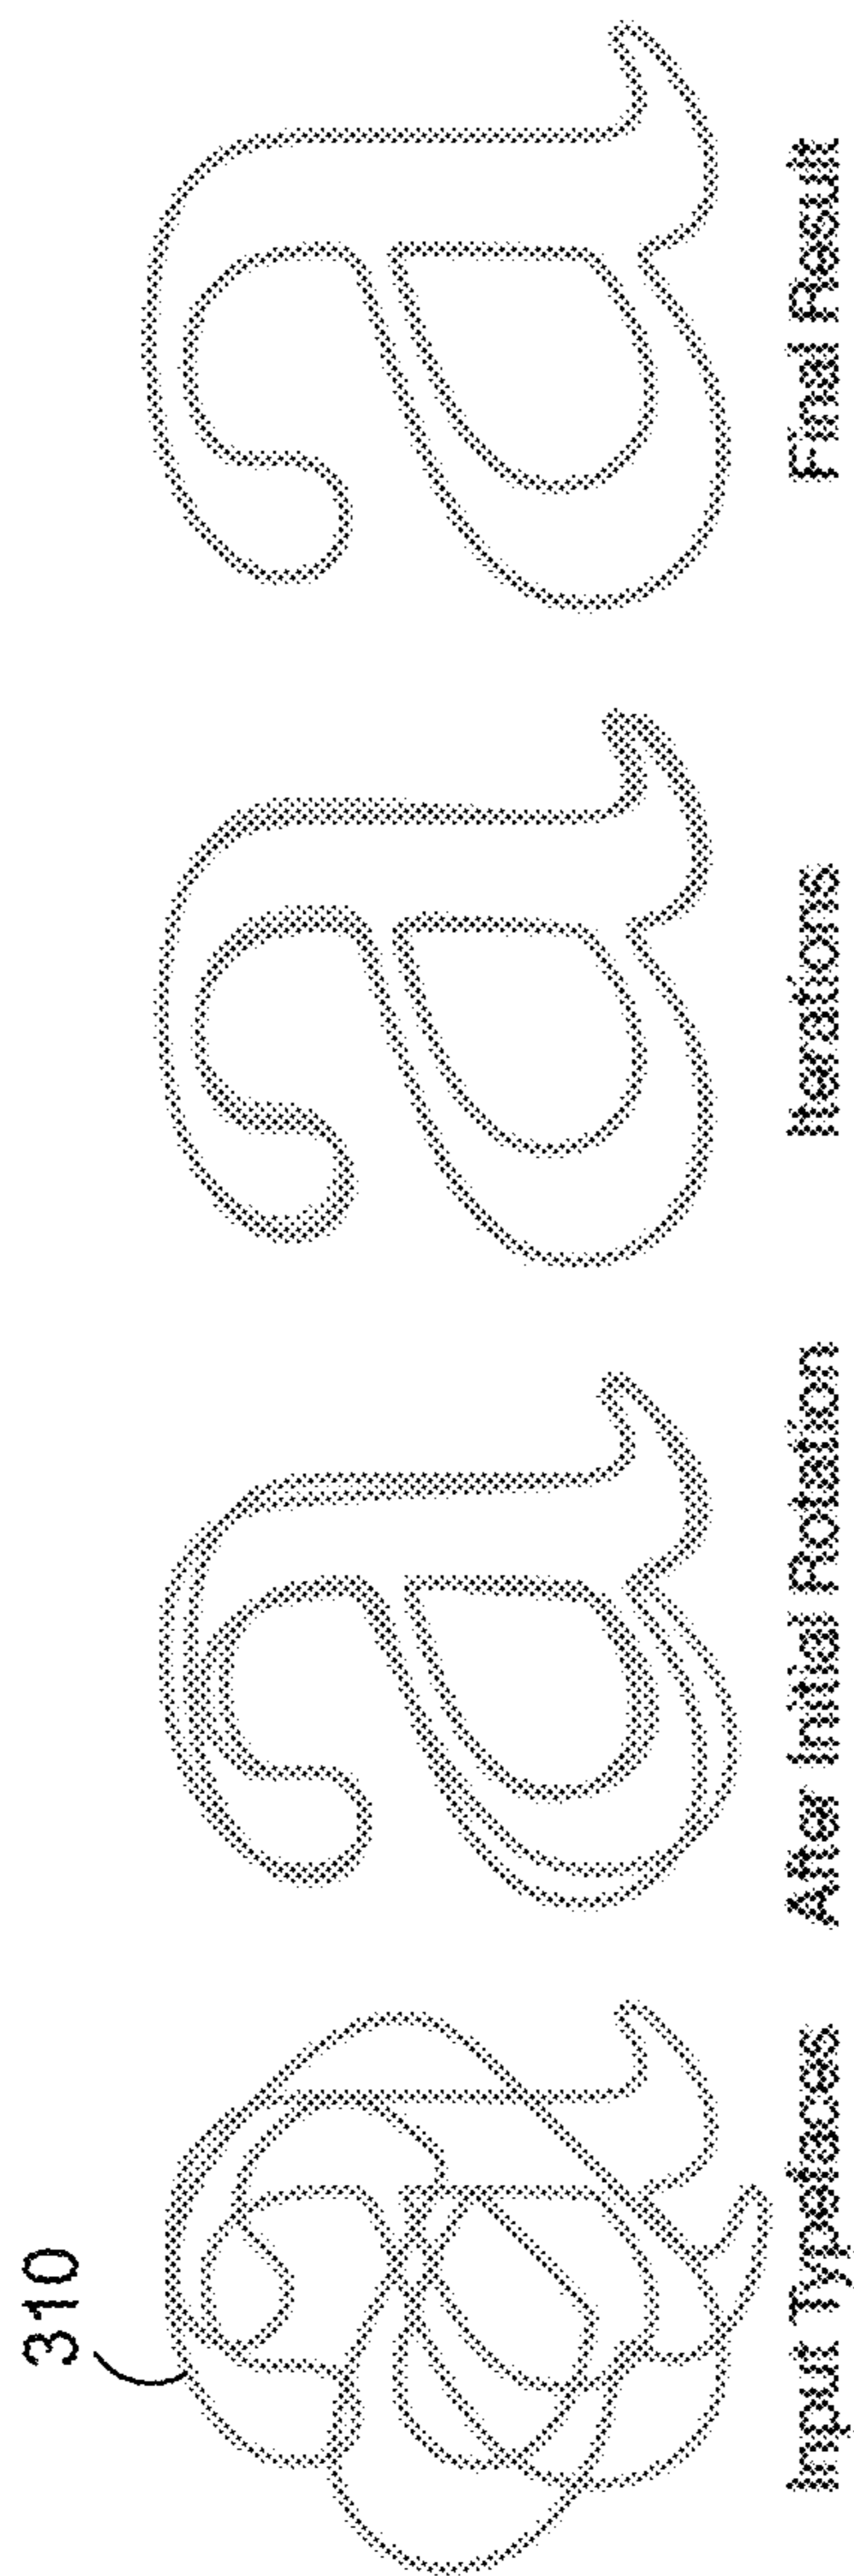 310
a
a
a
a
Input Typefaces
After Initial Rotation
Iterations
Final Result